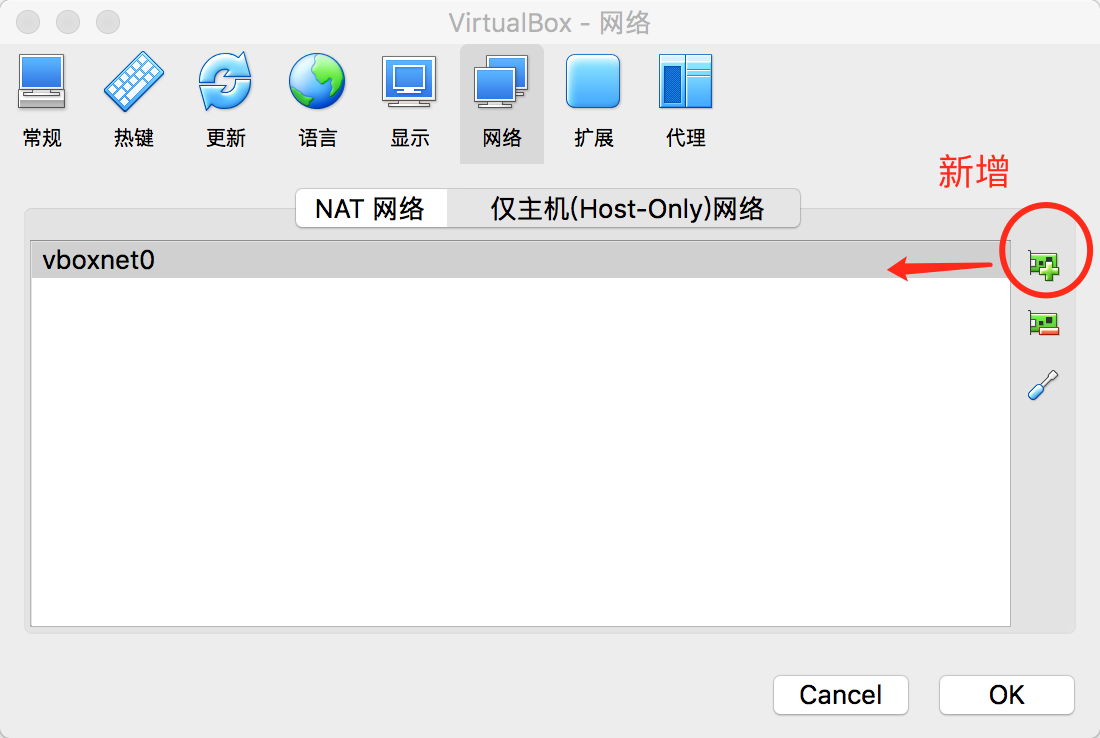 VirtualBox - 网络
常规
热键
更新
语言
显示
网络
扩展
代理
新增
NAT 网络
仅主机(Host-Only)网络
vboxnet0
Cancel
OK